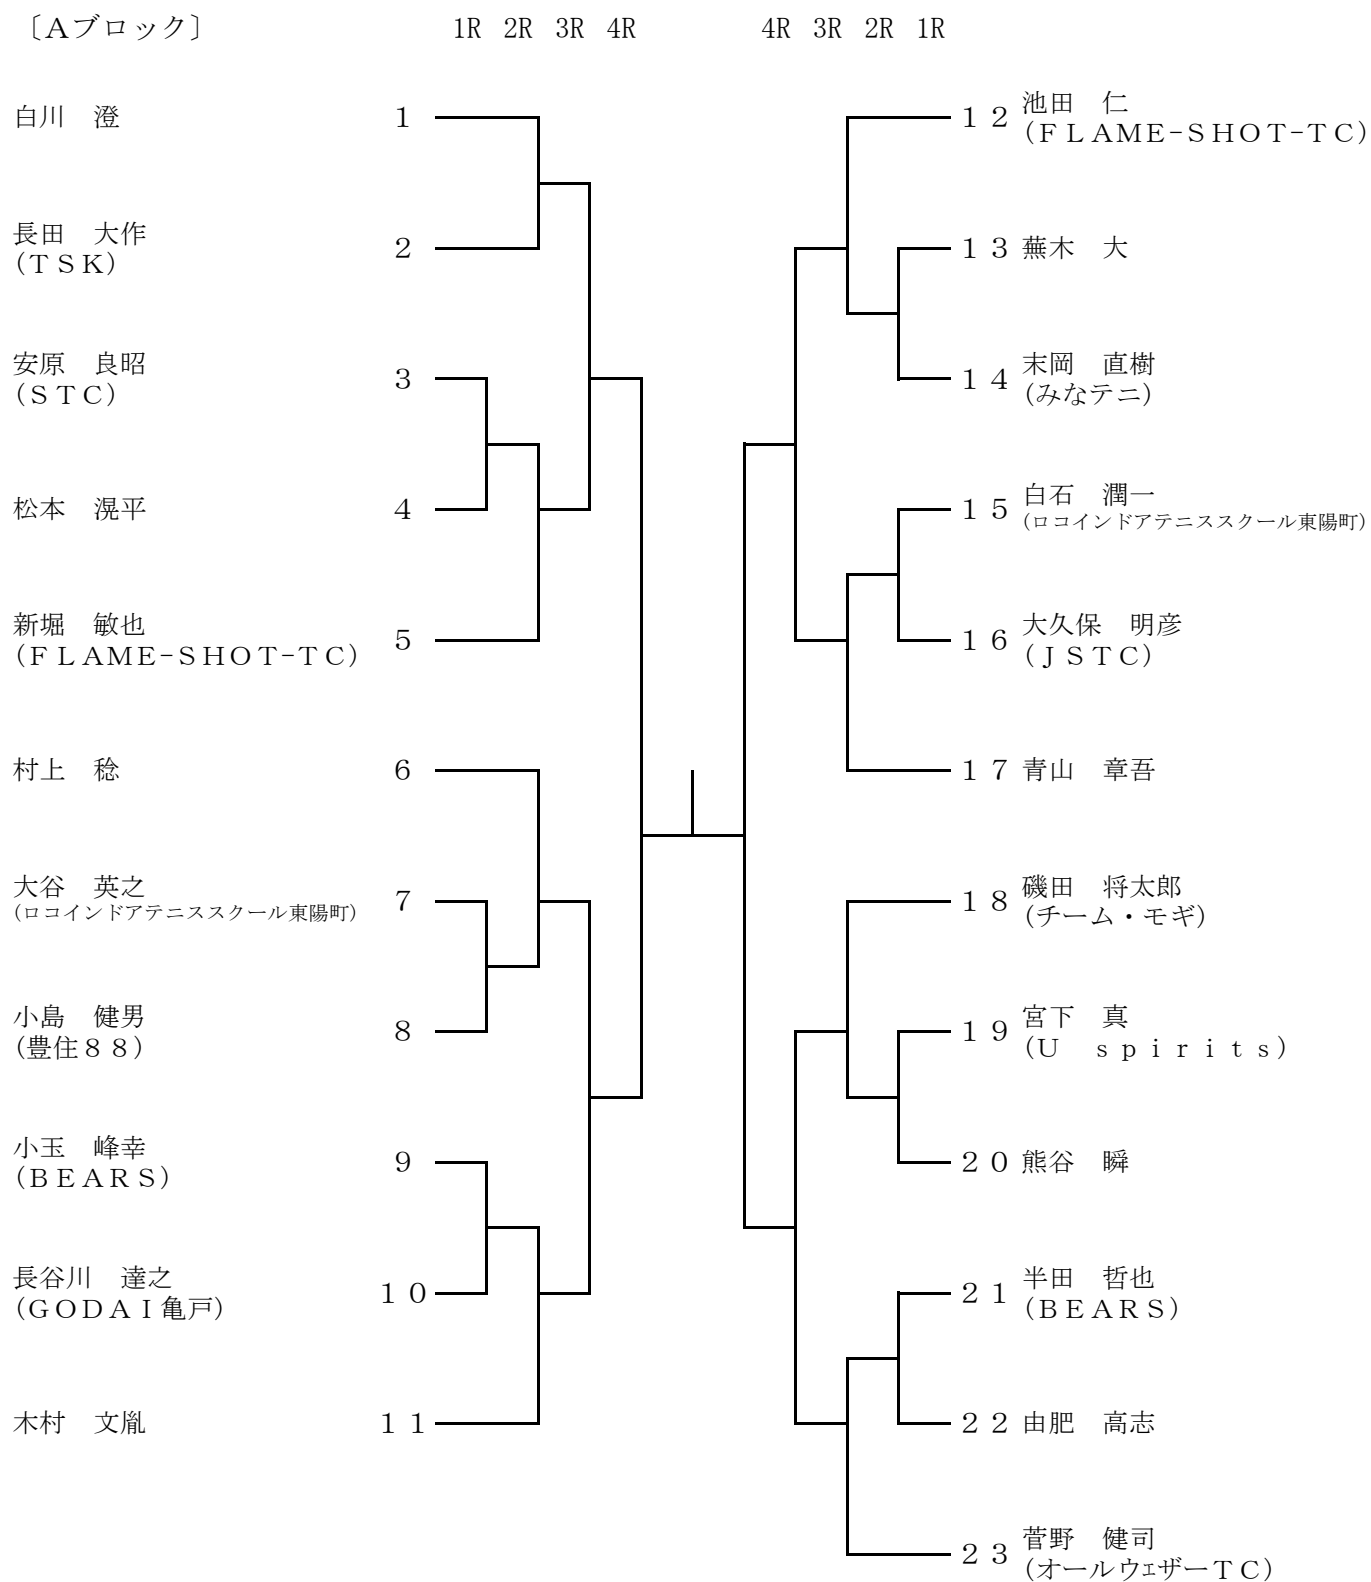 〔Aブロック〕 1R 2R 3R 4R 4R 3R 2R 1R
白川　澄 1
長田　大作 2
(TSK)
安原　良昭 3
(STC)
松本　滉平 4
新堀　敏也 5
(FLAME-SHOT-TC)
村上　稔 6
大谷　英之 7
(ロコインドアテニススクール東陽町)
小島　健男 8
(豊住88)
小玉　峰幸 9
(BEARS)
長谷川　達之 10
(GODAI亀戸)
木村　文胤 11
12 池田　仁
(FLAME-SHOT-TC)
13 蕪木　大
14 末岡　直樹
(みなテニ)
15 白石　潤一
(ロコインドアテニススクール東陽町)
16 大久保　明彦
(JSTC)
17 青山　章吾
18 磯田　将太郎
(チーム・モギ)
19 宮下　真
(U　spirits)
20 熊谷　瞬
21 半田　哲也
(BEARS)
22 由肥　高志
23 菅野　健司
(オールウェザーTC)